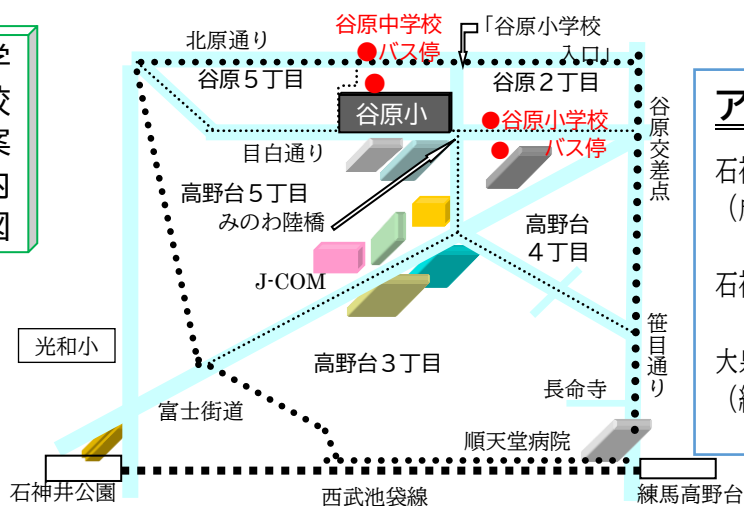 学
校
案
内
図
北原通り
谷原中学校
バス停
「谷原小学校
入口」
谷原５丁目
谷原２丁目
谷原小
谷原小学校
バス停
谷原交差点
目白通り
高野台５丁目
みのわ陸橋
高野台
４丁目
J-COM
笹目通り
光和小
高野台３丁目
長命寺
富士街道
順天堂病院
石神井公園
西武池袋線
練馬高野台
ア
石神
石神
大泉